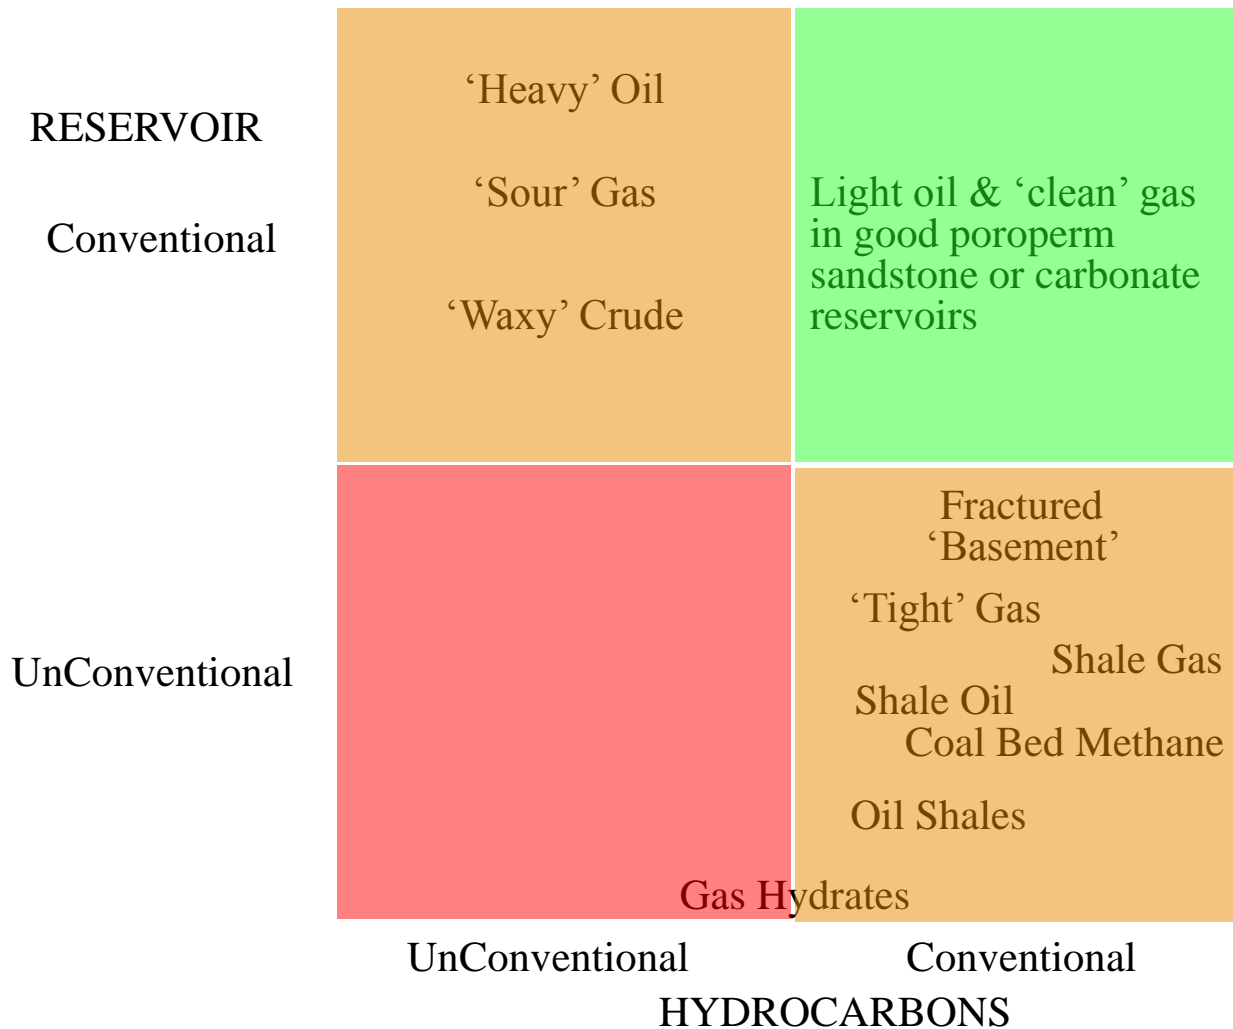 ‘Heavy’ Oil
RESERVOIR
‘Sour’ Gas
Light oil & ‘clean’ gas
in good poroperm
sandstone or carbonate
reservoirs
Conventional
‘Waxy’ Crude
Fractured
‘Basement’
‘Tight’ Gas
Shale Gas
UnConventional
Shale Oil
Coal Bed Methane
Oil Shales
Gas Hydrates
UnConventional
Conventional
HYDROCARBONS